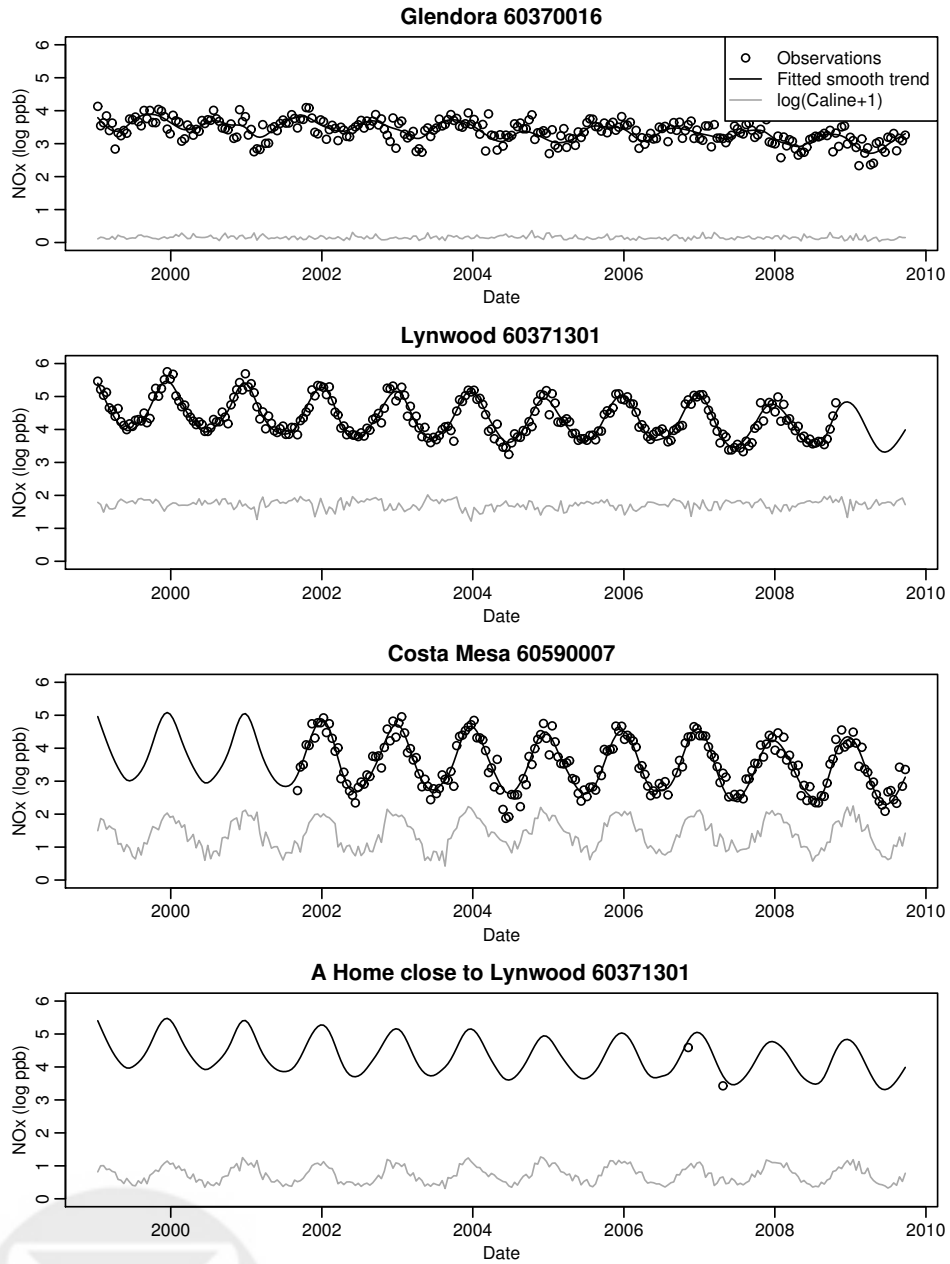 Glendora 60370016
NOx (log ppb)
0 1 2 3 4 5 6
Observations
Fitted smooth trend
log(Caline+1)
2000 2002 2004 2006 2008 2010
Date
Lynwood 60371301
NOx (log ppb)
0 1 2 3 4 5 6
2000 2002 2004 2006 2008 2010
Date
Costa Mesa 60590007
NOx (log ppb)
0 1 2 3 4 5 6
2000 2002 2004 2006 2008 2010
Date
A Home close to Lynwood 60371301
NOx (log ppb)
0 1 2 3 4 5 6
2000 2002 2004 2006 2008 2010
Date